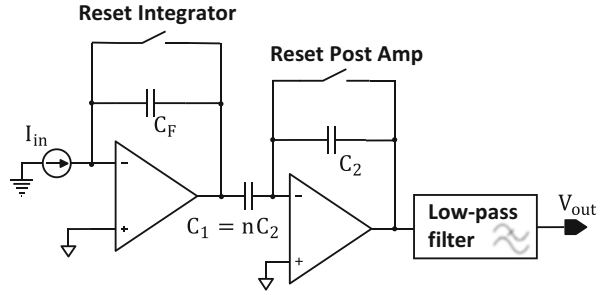 Reset Integrator
Reset Post Amp
C_F
I_in
C_2
C_1 = nC_2
Low-pass
filter
V_out